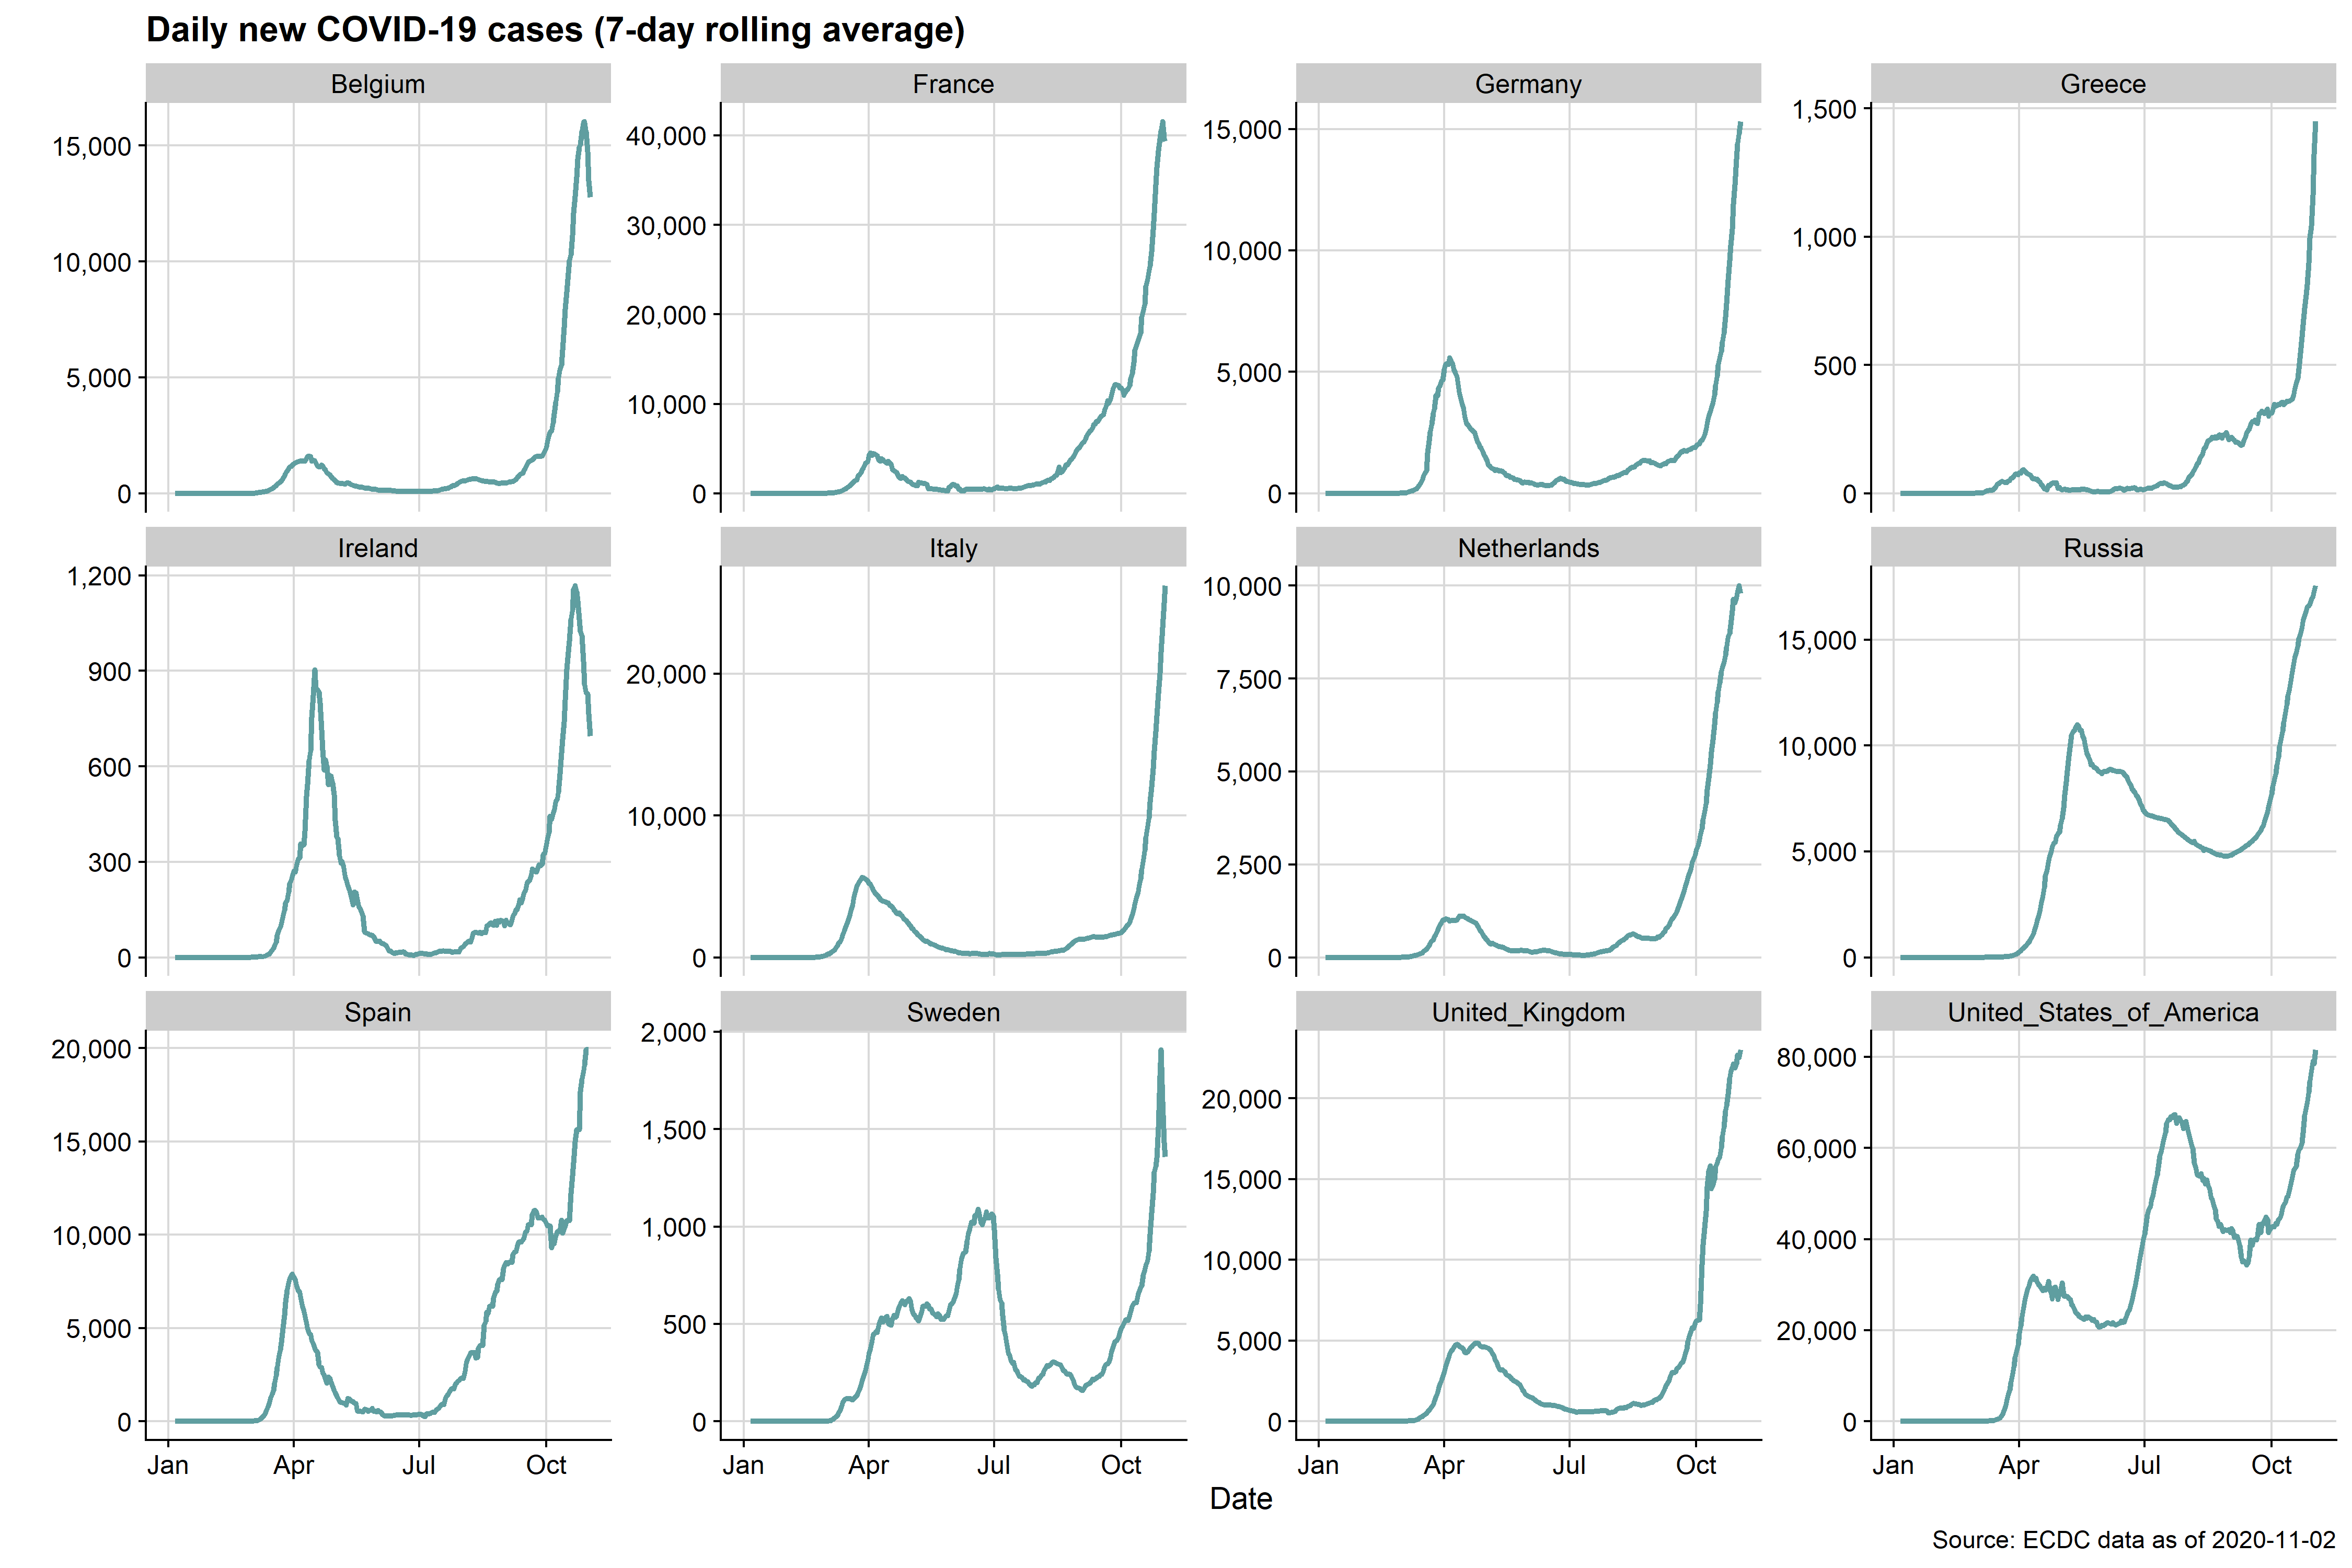 Daily new COVID-19 cases (7-day rolling average)
Belgium
France
Germany
Greece
15,000
10,000
5,000
0
40,000
30,000
20,000
10,000
0
15,000
10,000
5,000
0
1,500
1,000
500
0
Ireland
Italy
Netherlands
Russia
1,200
900
600
300
0
20,000
10,000
0
10,000
7,500
5,000
2,500
0
15,000
10,000
5,000
0
Spain
Sweden
United_Kingdom
United_States_of_America
20,000
15,000
10,000
5,000
0
2,000
1,500
1,000
500
0
20,000
15,000
10,000
5,000
0
80,000
60,000
40,000
20,000
0
Jan Apr Jul Oct
Jan Apr Jul Oct
Jan Apr Jul Oct
Jan Apr Jul Oct
Date
Source: ECDC data as of 2020-11-02